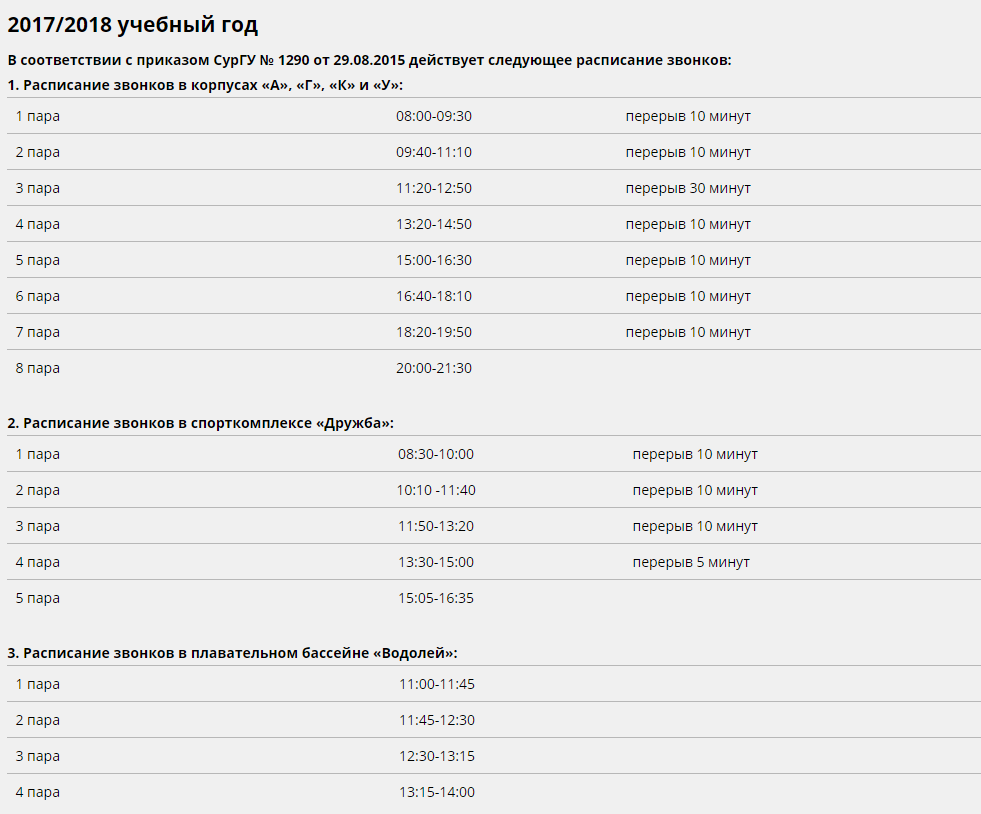 2017/2018 учебный год
В соответствии с приказом СурГУ № 1290 от 29.08.2015 действует следующее расписание звонков:
1. Расписание звонков в корпусах «А», «Г», «К» и «У»:
1 пара 08:00-09:30 перерыв 10 минут
2 пара 09:40-11:10 перерыв 10 минут
3 пара 11:20-12:50 перерыв 30 минут
4 пара 13:20-14:50 перерыв 10 минут
5 пара 15:00-16:30 перерыв 10 минут
6 пара 16:40-18:10 перерыв 10 минут
7 пара 18:20-19:50 перерыв 10 минут
8 пара 20:00-21:30
2. Расписание звонков в спорткомплексе «Дружба»:
1 пара 08:30-10:00 перерыв 10 минут
2 пара 10:10 -11:40 перерыв 10 минут
3 пара 11:50-13:20 перерыв 10 минут
4 пара 13:30-15:00 перерыв 5 минут
5 пара 15:05-16:35
3. Расписание звонков в плавательном бассейне «Водолей»:
1 пара 11:00-11:45
2 пара 11:45-12:30
3 пара 12:30-13:15
4 пара 13:15-14:00